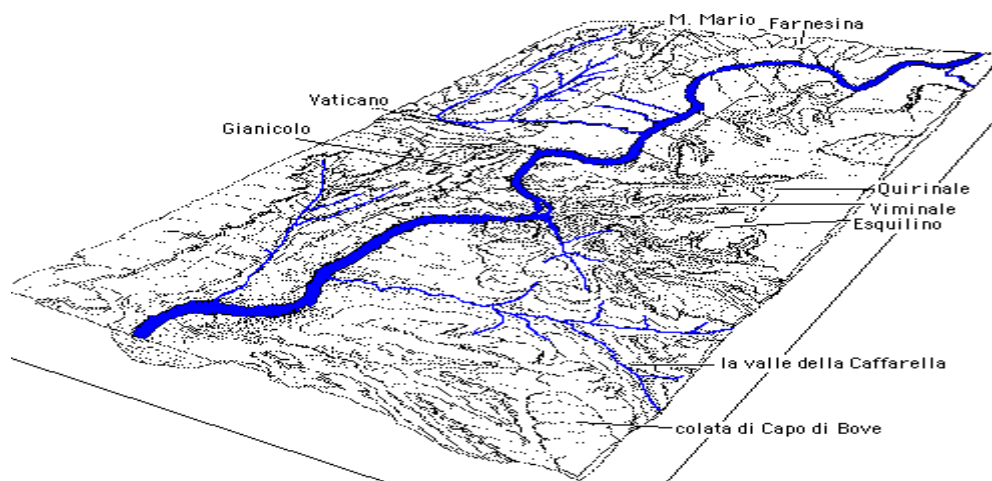 M. Mario
Farnesina
Vaticano
Gianicolo
Quirinale
Viminale
Esquilino
la valle della Caffarella
colata di Capo di Bove